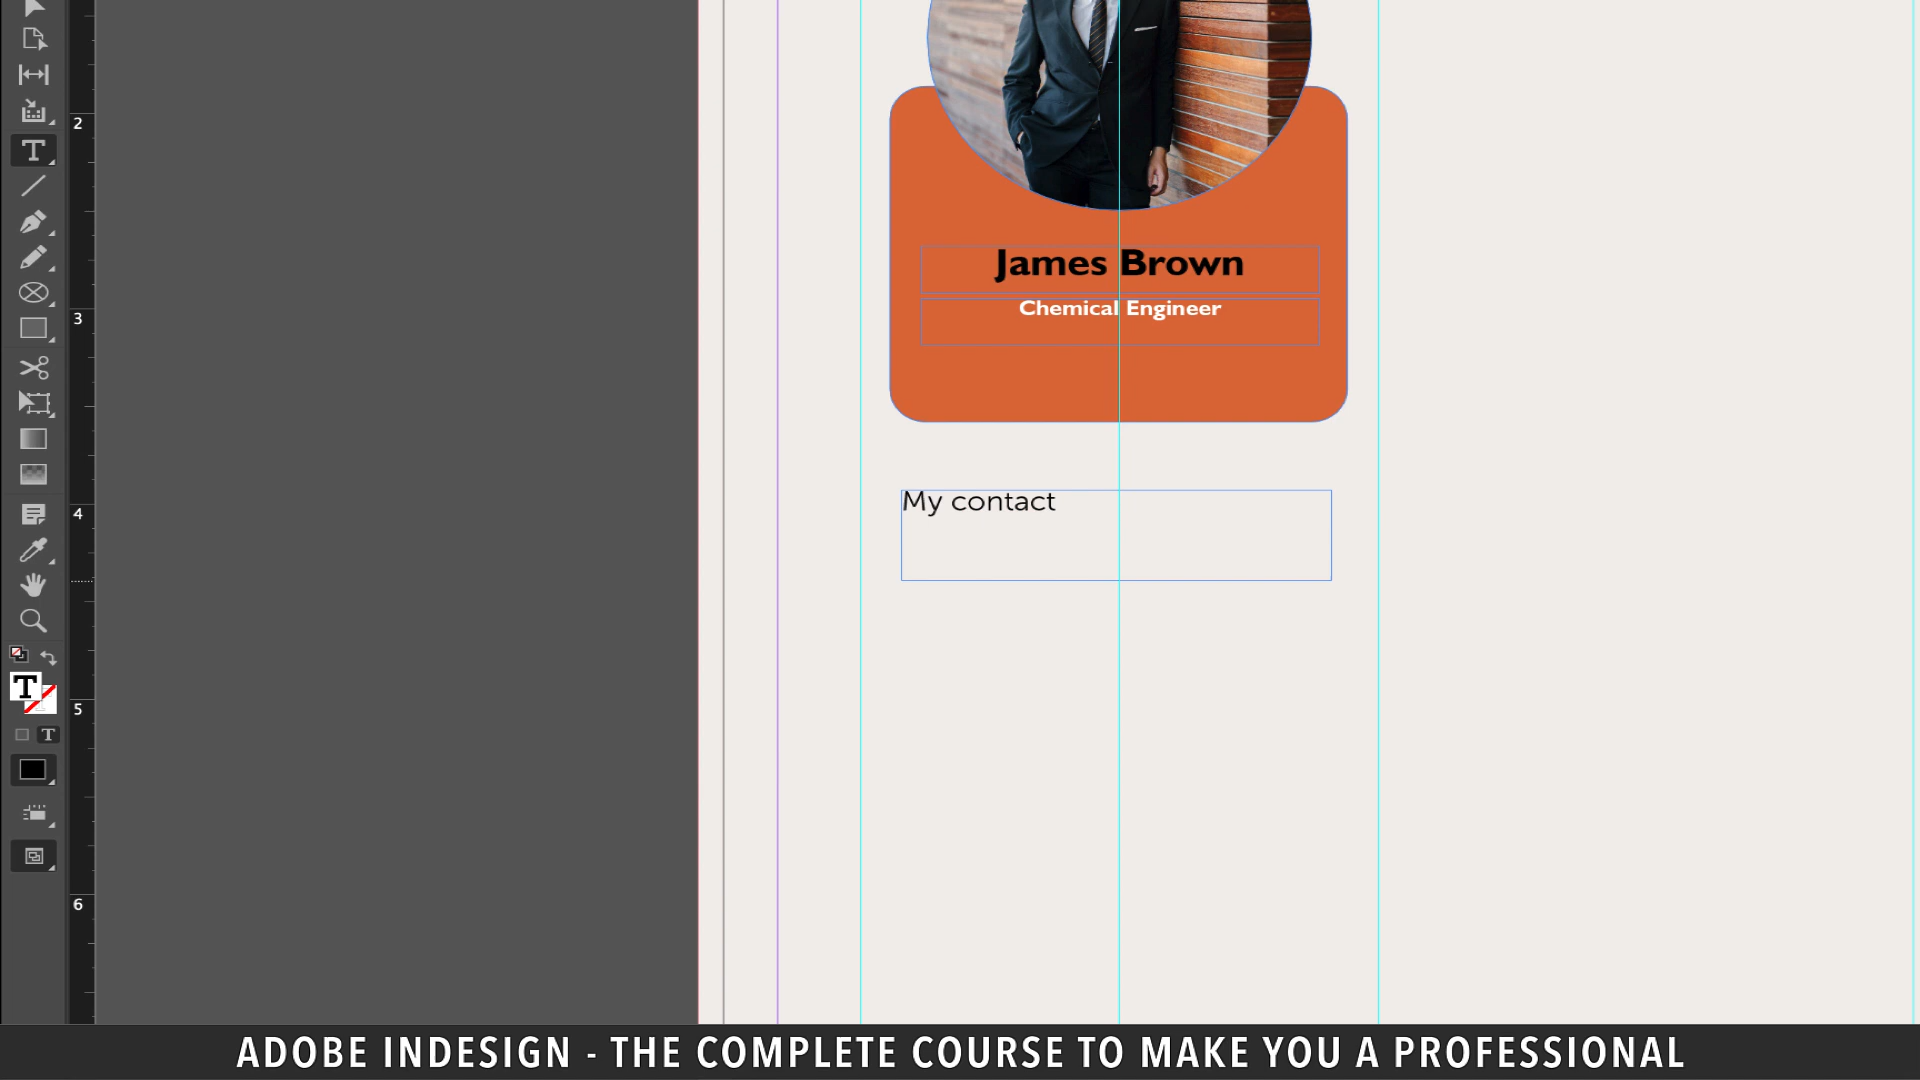 2
3
4
5
6
James Brown
Chemical Engineer
My contact
ADOBE INDESIGN - THE COMPLETE COURSE TO MAKE YOU A PROFESSIONAL